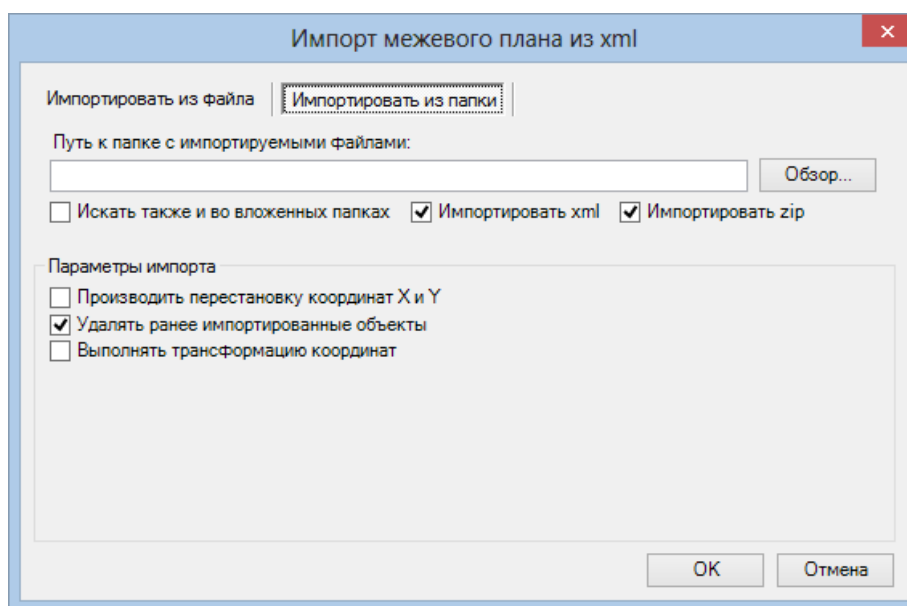 Импорт межевого плана из xml
Импортировать из файла Импортировать из папки
Путь к папке с импортируемыми файлами:
Обзор...
Искать также и во вложенных папках Импортировать xml Импортировать zip
Параметры импорта
Производить перестановку координат X и Y
Удалять ранее импортированные объекты
Выполнять трансформацию координат
OK Отмена